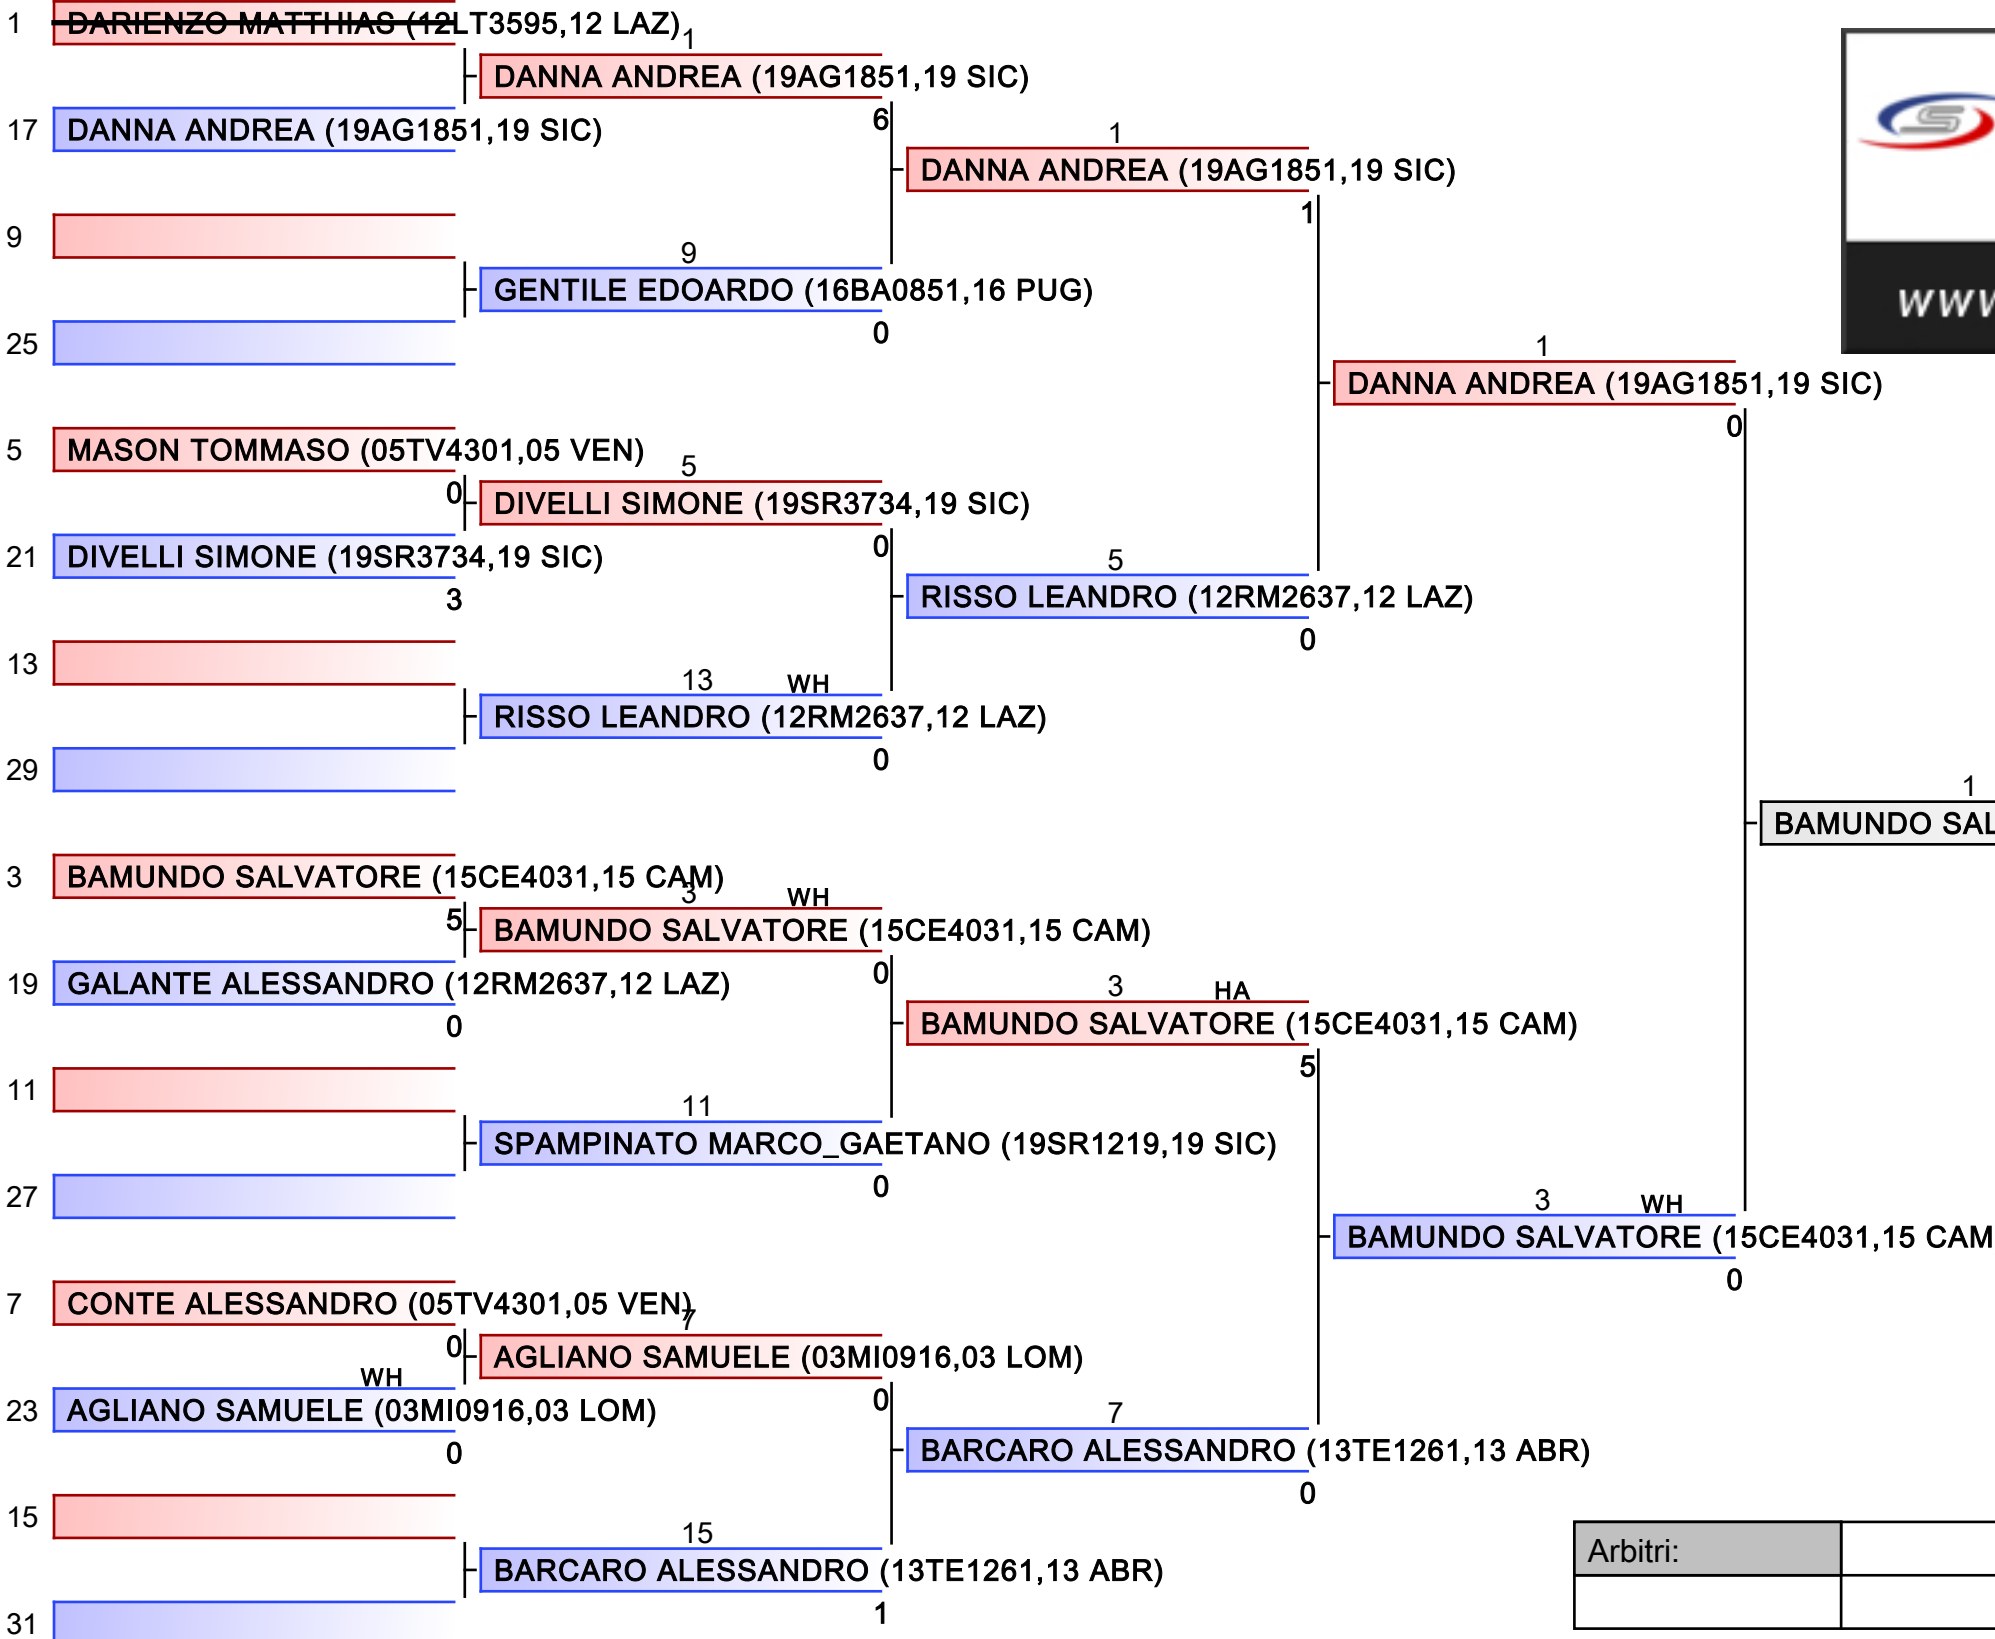 1 DARIENZO MATTHIAS (12LT3595,12 LAZ)
1
DANNA ANDREA (19AG1851,19 SIC)
6
17 DANNA ANDREA (19AG1851,19 SIC)
1
DANNA ANDREA (19AG1851,19 SIC)
1
9
9
GENTILE EDOARDO (16BA0851,16 PUG)
0
25
1
DANNA ANDREA (19AG1851,19 SIC)
0
5 MASON TOMMASO (05TV4301,05 VEN)
0
5
DIVELLI SIMONE (19SR3734,19 SIC)
0
21 DIVELLI SIMONE (19SR3734,19 SIC)
3
5
RISSO LEANDRO (12RM2637,12 LAZ)
0
13
13 WH
RISSO LEANDRO (12RM2637,12 LAZ)
0
29
1
BAMUNDO SAL
3 BAMUNDO SALVATORE (15CE4031,15 CAM)
5
3 WH
BAMUNDO SALVATORE (15CE4031,15 CAM)
0
19 GALANTE ALESSANDRO (12RM2637,12 LAZ)
0
3 HA
BAMUNDO SALVATORE (15CE4031,15 CAM)
5
11
11
SPAMPINATO MARCO_GAETANO (19SR1219,19 SIC)
0
27
3 WH
BAMUNDO SALVATORE (15CE4031,15 CAM
0
7 CONTE ALESSANDRO (05TV4301,05 VEN)
0
7
AGLIANO SAMUELE (03MI0916,03 LOM)
0
WH
23 AGLIANO SAMUELE (03MI0916,03 LOM)
0
7
BARCARO ALESSANDRO (13TE1261,13 ABR)
0
15
15
BARCARO ALESSANDRO (13TE1261,13 ABR)
1
31
S
www
Arbitri: